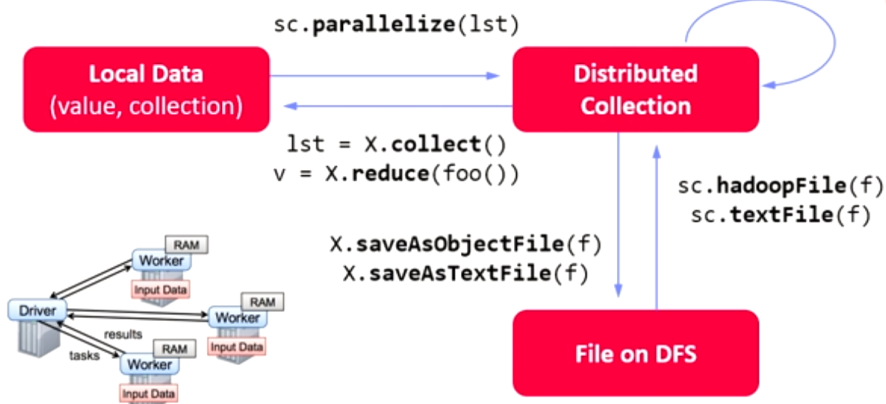 sc.parallelize(lst)
Local Data
(value, collection)
Distributed
Collection
lst = X.collect()
v = X.reduce(foo())
sc.hadoopFile(f)
sc.textFile(f)
X.saveAsObjectFile(f)
X.saveAsTextFile(f)
File on DFS
RAM
Worker
Input Data
Driver
RAM
Worker
Input Data
results
tasks
RAM
Worker
Input Data